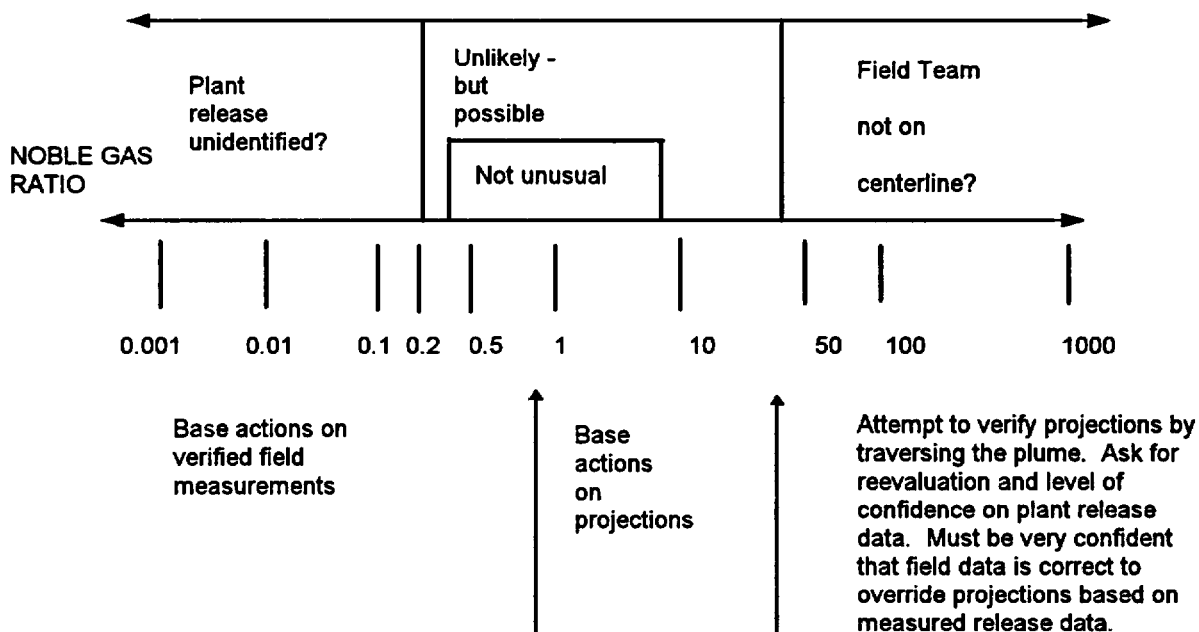 Plant
release
unidentified?
Unlikely -
but
possible
Not unusual
Field Team
not on
centerline?
NOBLE GAS
RATIO
0.001 0.01 0.1 0.2 0.5 1 10 50 100 1000
Base actions on
verified field
measurements
Base
actions
on
projections
Attempt to verify projections by
traversing the plume. Ask for
reevaluation and level of
confidence on plant release
data. Must be very confident
that field data is correct to
override projections based on
measured release data.